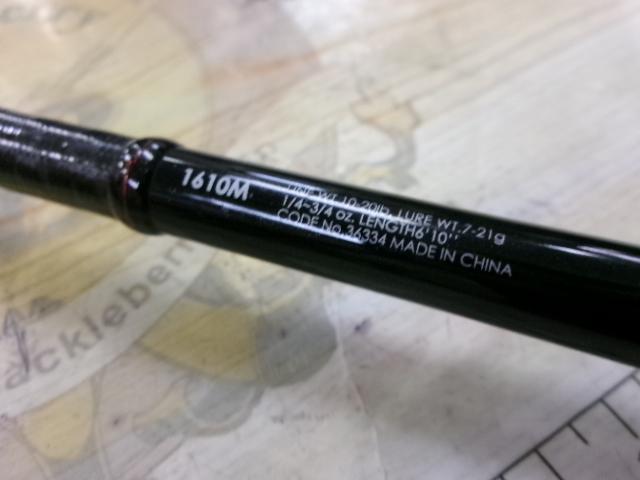 1610M
LINE WT. 10-20lb. LURE WT. 7-21g
1/4-3/4 oz. LENGTH6'10''
CODE No.36334 MADE IN CHINA
ackleberr